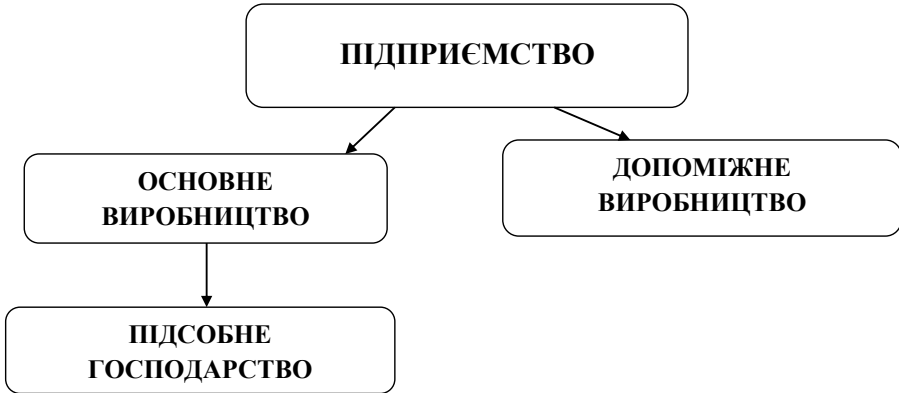 ПІДПРИЄМСТВО
ОСНОВНЕ
ВИРОБНИЦТВО
ДОПОМІЖНЕ
ВИРОБНИЦТВО
ПІДСОБНЕ
ГОСПОДАРСТВО